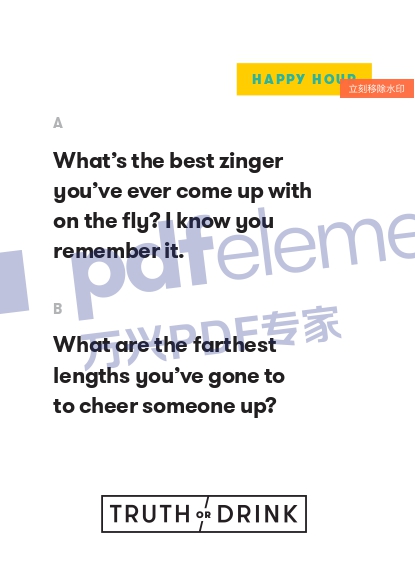 HAPPY HOUR
立刻移除水印
A
What's the best zinger
you've ever come up with
on the fly? I know you
remember it.
pdfeleme
B
万兴PDF专家
What are the farthest
lengths you've gone to
to cheer someone up?
TRUTH OR DRINK